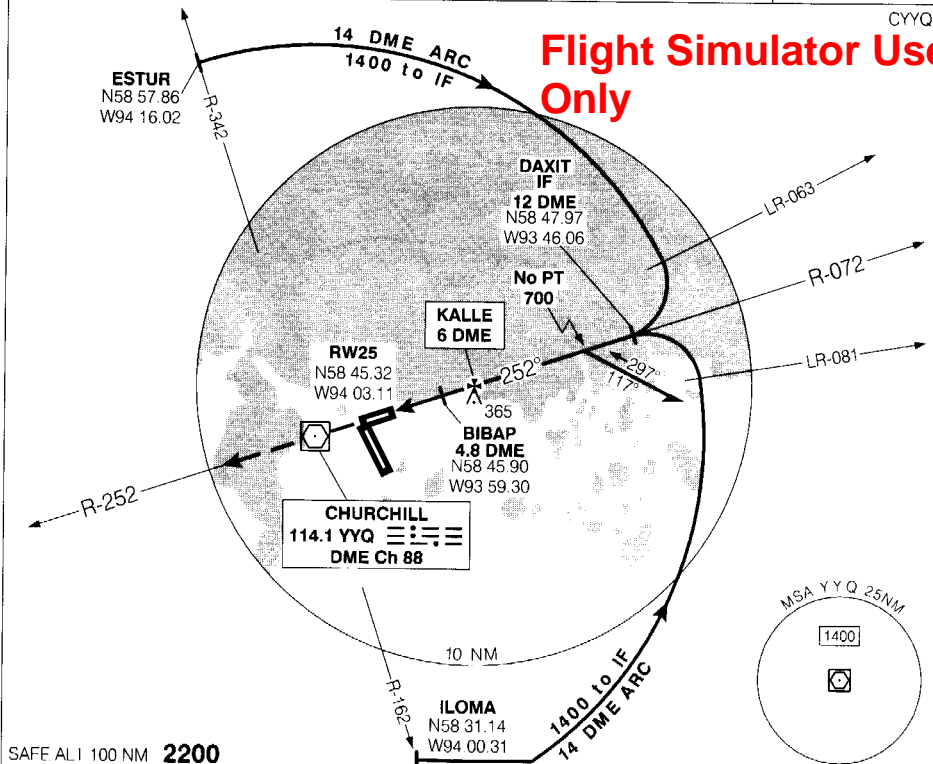 CYYQ
Flight Simulator Use
Only
14 DME ARC
1400 to IF
ESTUR
N58 57.86
W94 16.02
R-342
DAXIT
IF
12 DME
N58 47.97
W93 46.06
LR-063
R-072
No PT
700
KALLE
6 DME
LR-081
297°
117°
252°
RW25
N58 45.32
W94 03.11
365
BIBAP
4.8 DME
N58 45.90
W93 59.30
R-252
CHURCHILL
114.1 YYQ
DME Ch 88
MSA YYQ 25NM
1400
10 NM
R-162
ILOMA
N58 31.14
W94 00.31
1400 to IF
14 DME ARC
SAFE ALT 100 NM 2200